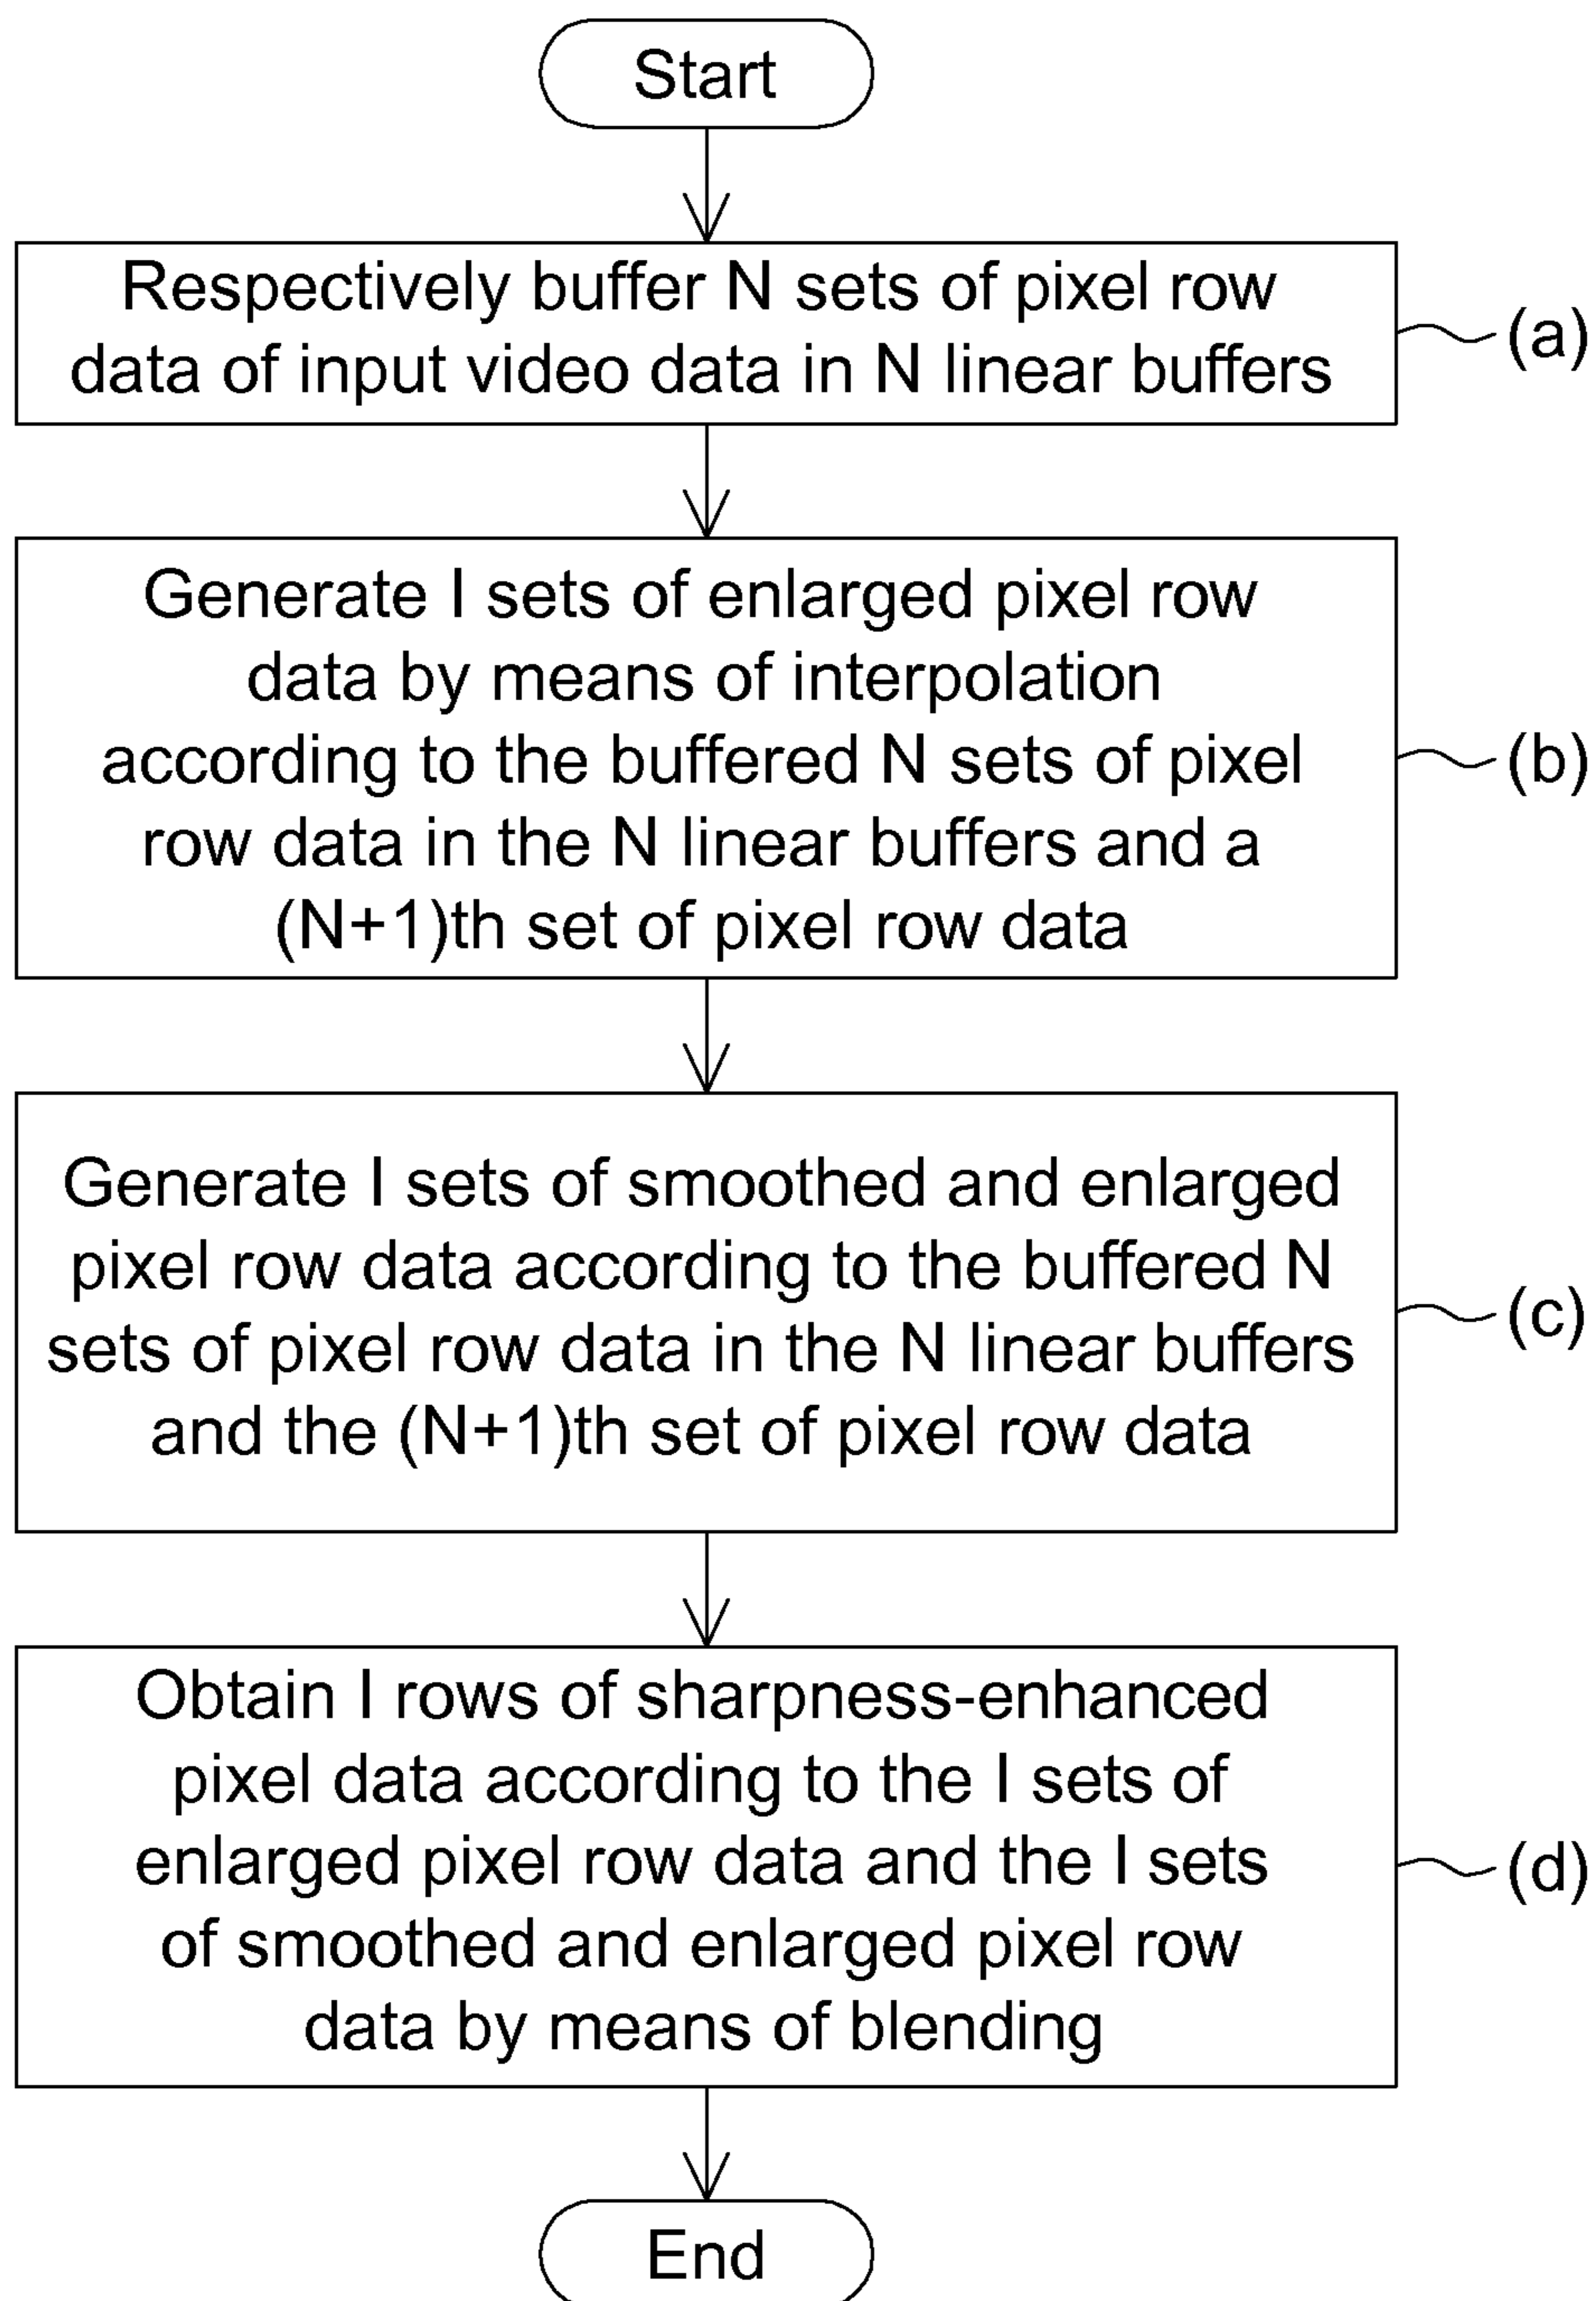 Start
Respectively buffer N sets of pixel row
data of input video data in N linear buffers
(a)
Generate I sets of enlarged pixel row
data by means of interpolation
according to the buffered N sets of pixel
row data in the N linear buffers and a
(N+1)th set of pixel row data
(b)
Generate I sets of smoothed and enlarged
pixel row data according to the buffered N
sets of pixel row data in the N linear buffers
and the (N+1)th set of pixel row data
(c)
Obtain I rows of sharpness-enhanced
pixel data according to the I sets of
enlarged pixel row data and the I sets
of smoothed and enlarged pixel row
data by means of blending
(d)
End